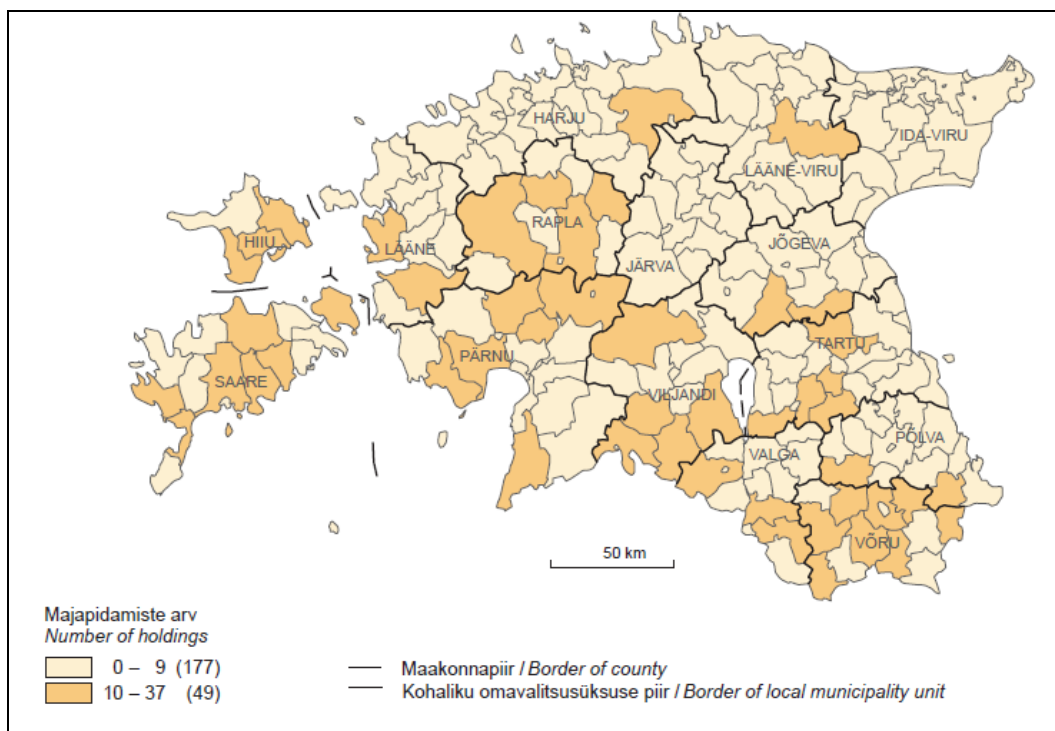 HARJU
IDA-VIRU
LÄÄNE-VIRU
HIIU
LÄÄNE
RAPLA
JÄRVA
JÕGEVA
SAARE
PÄRNU
TARTU
VILJANDI
VALGA
PÕLVA
VÕRU
50 km
Majapidamiste arv
Number of holdings
0 – 9 (177)
10 – 37 (49)
Maakonnapiir / Border of county
Kohaliku omavalitsusüksuse piir / Border of local municipality unit